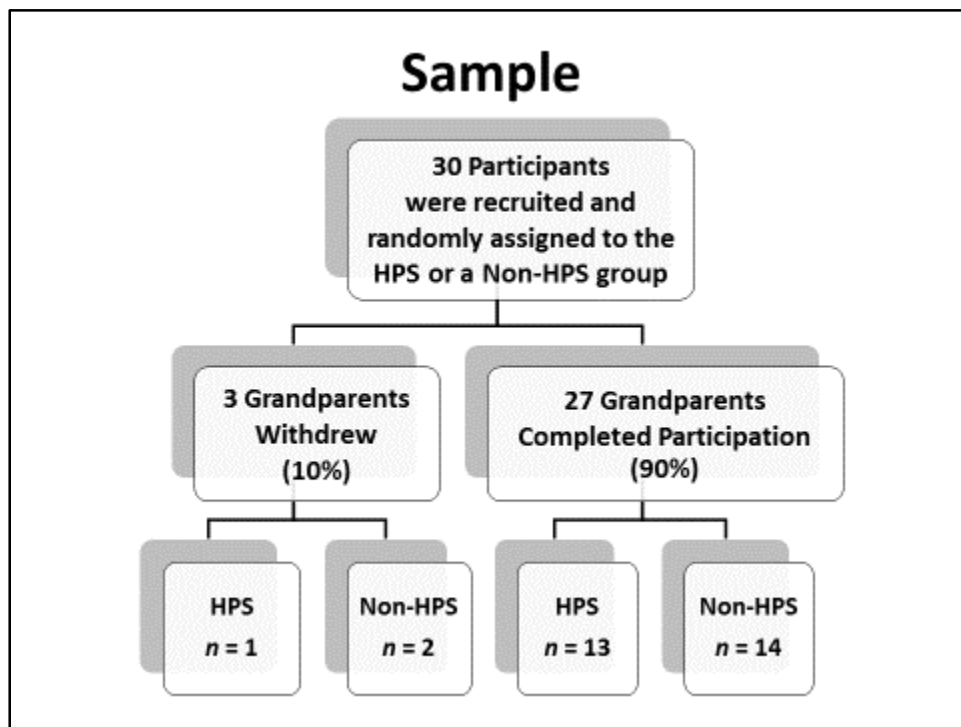 Sample
30 Participants
were recruited and
randomly assigned to the
HPS or a Non-HPS group
3 Grandparents
Withdrew
(10%)
27 Grandparents
Completed Participation
(90%)
HPS
n = 1
Non-HPS
n = 2
HPS
n = 13
Non-HPS
n = 14